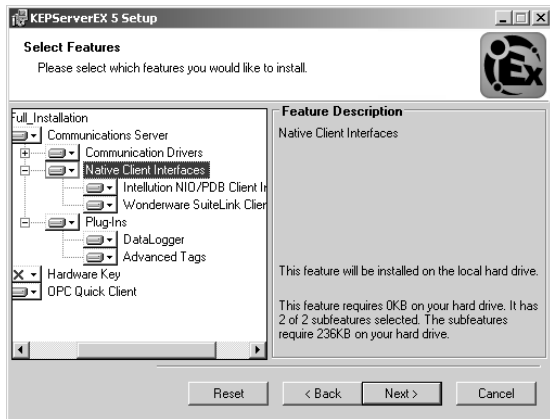 KEPServerEX 5 Setup
Select Features
Please select which features you would like to install.
Ex
Full_Installation
Communications Server
Communication Drivers
Native Client Interfaces
Intellution NIO/PDB Client In
Wonderware SuiteLink Clien
Plug-Ins
DataLogger
Advanced Tags
Hardware Key
OPC Quick Client
Feature Description
Native Client Interfaces
This feature will be installed on the local hard drive.
This feature requires 0KB on your hard drive. It has
2 of 2 subfeatures selected. The subfeatures
require 236KB on your hard drive.
Reset
< Back
Next >
Cancel